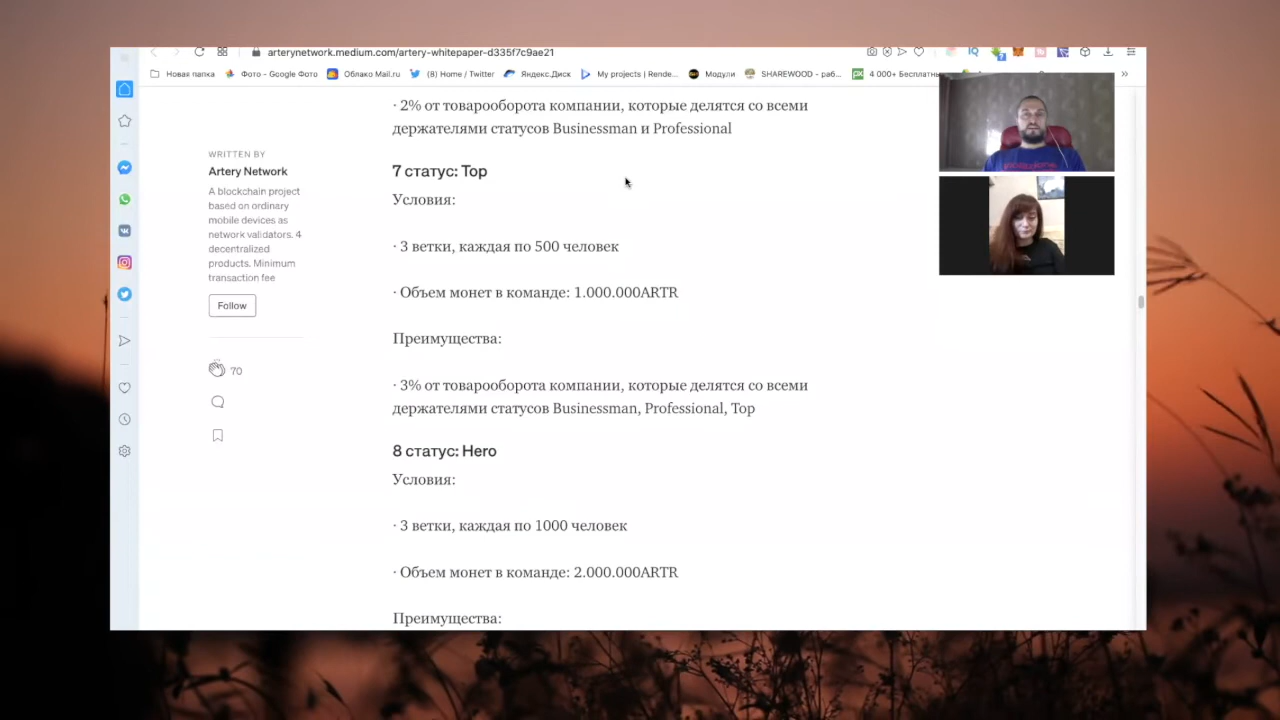 arterynetwork.medium.com/artery-whitepaper-d335f7c9ae21
Новая папка
Фото - Google Фото
Облако Mail.ru
(8) Home / Twitter
Яндекс.Диск
My projects | Rende...
Модули
SHAREWOOD - раб...
4 000+ Бесплатны
· 2% от товарооборота компании, которые делятся со всеми
держателями статусов Businessman и Professional
WRITTEN BY
Artery Network
A blockchain project
based on ordinary
mobile devices as
network validators. 4
decentralized
products. Minimum
transaction fee
Follow
70
7 статус: Top
Условия:
· 3 ветки, каждая по 500 человек
· Объем монет в команде: 1.000.000ARTR
Преимущества:
· 3% от товарооборота компании, которые делятся со всеми
держателями статусов Businessman, Professional, Top
8 статус: Hero
Условия:
· 3 ветки, каждая по 1000 человек
· Объем монет в команде: 2.000.000ARTR
Преимущества: